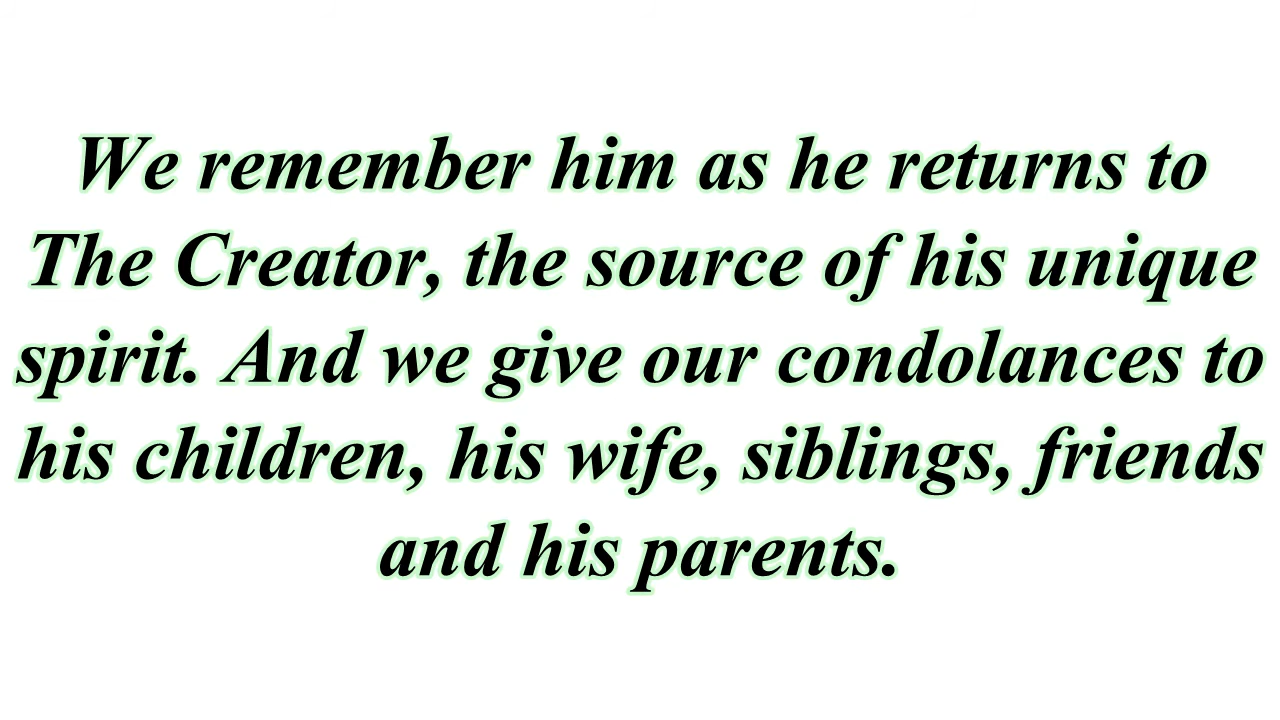 We remember him as he returns to
The Creator, the source of his unique
spirit. And we give our condolances to
his children, his wife, siblings, friends
and his parents.